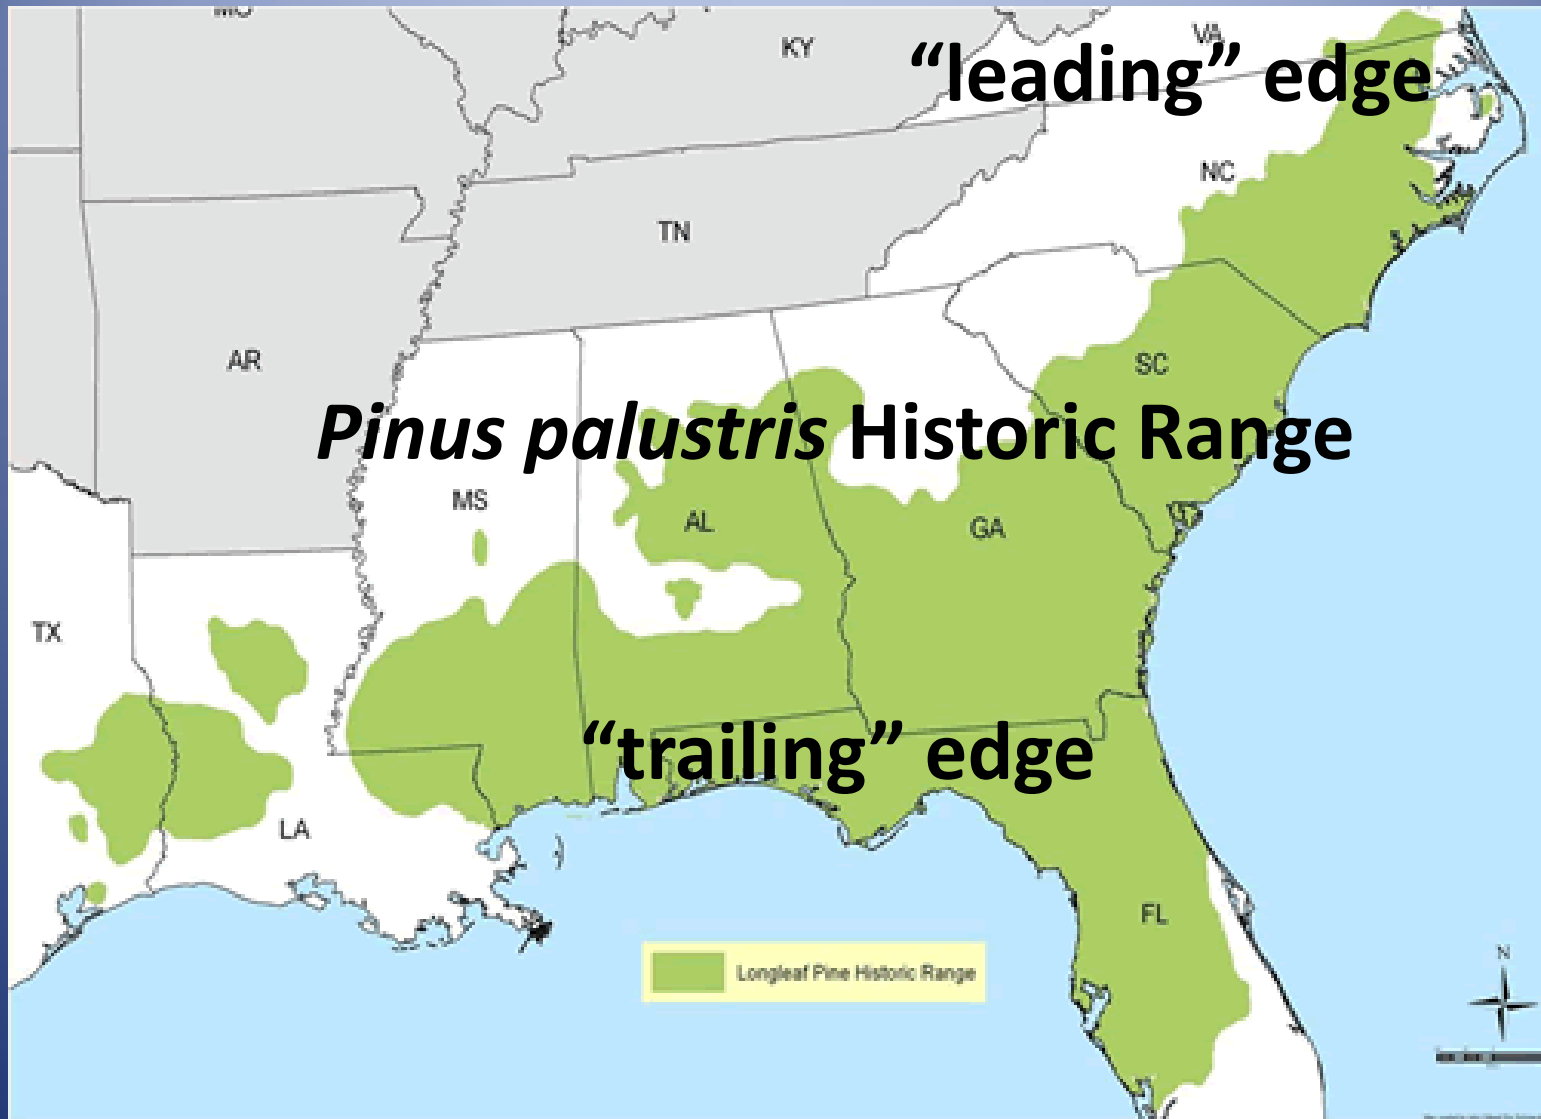 MO
KY
VA
“leading” edge
NC
TN
AR
SC
Pinus palustris Historic Range
MS
AL
GA
TX
“trailing” edge
LA
FL
Longleaf Pine Historic Range
N